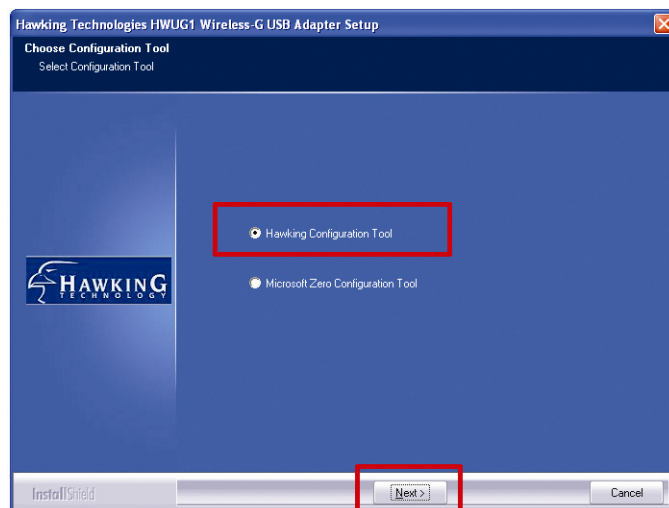 Hawking Technologies HWUG1 Wireless-G USB Adapter Setup
Choose Configuration Tool
Select Configuration Tool
Hawking Configuration Tool
HAWKING
TECHNOLOGY
Microsoft Zero Configuration Tool
InstallShield
Next >
Cancel